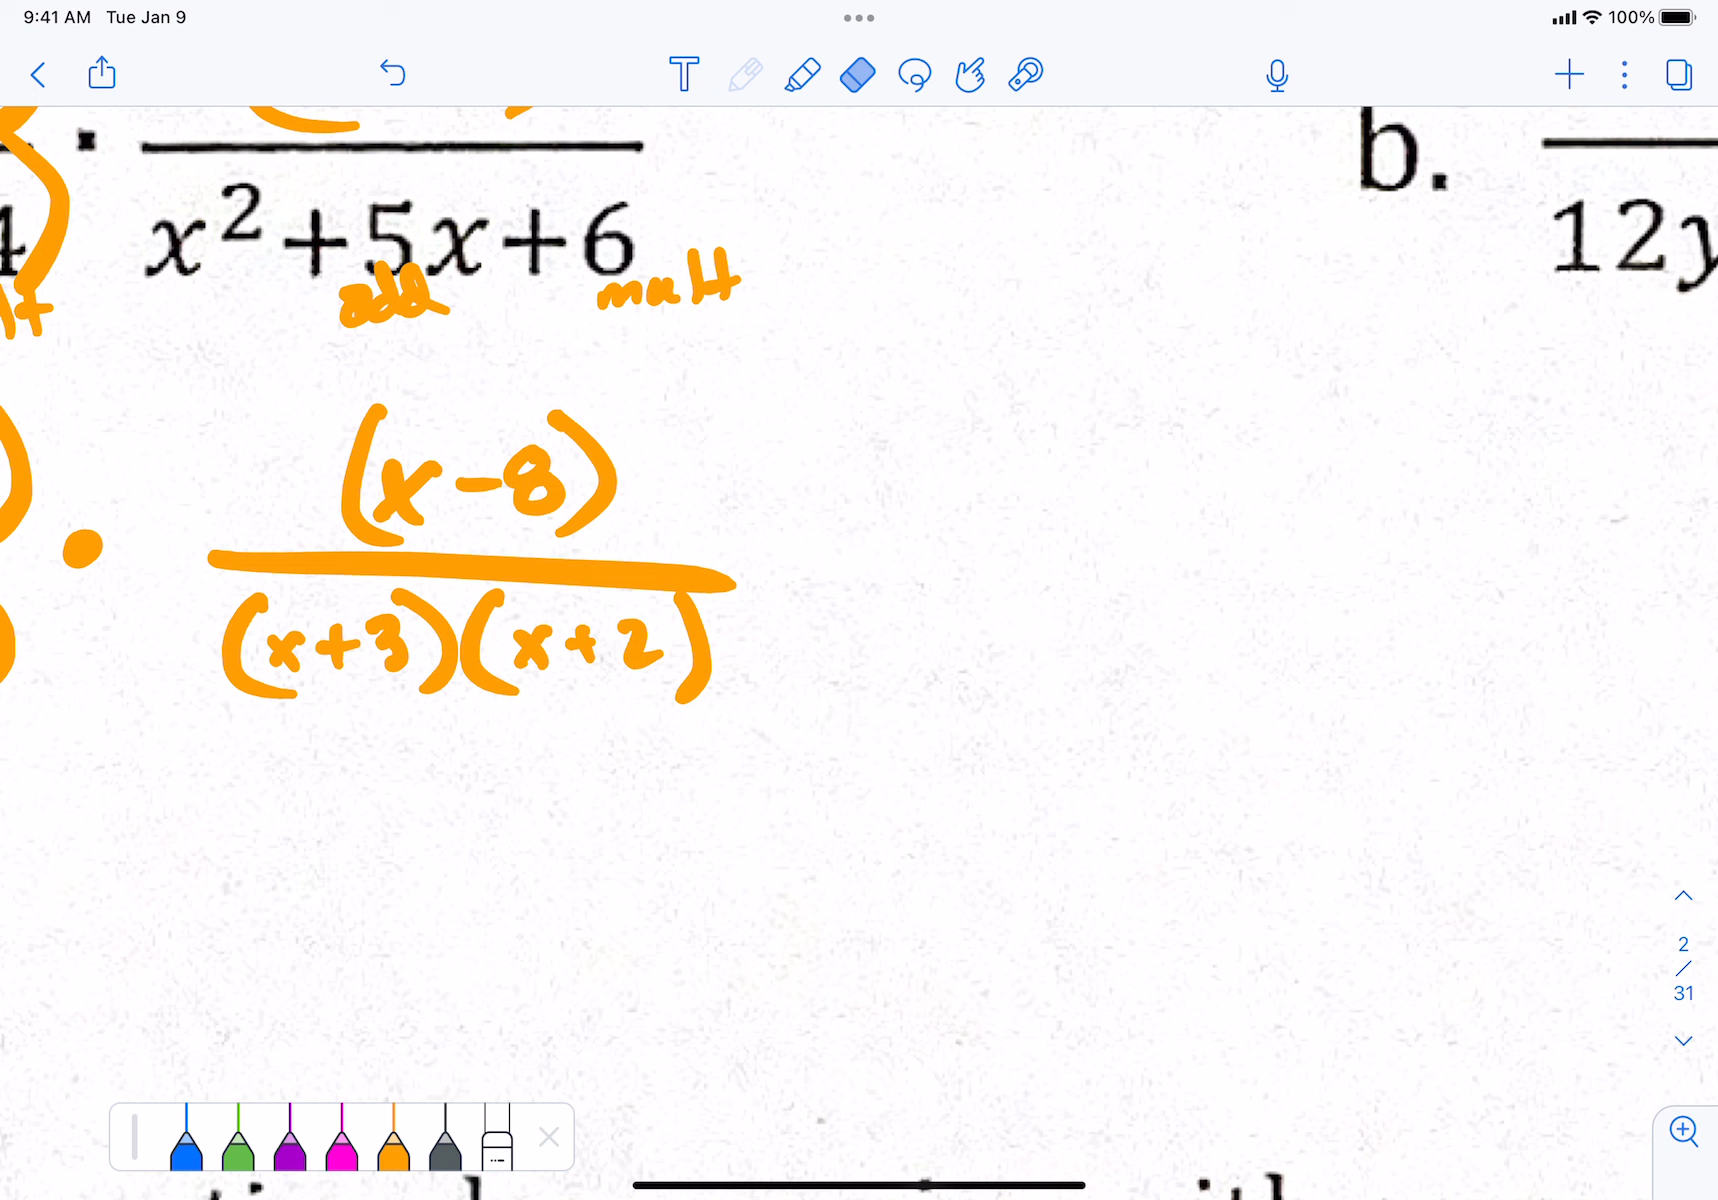 9:41 AM Tue Jan 9 100%
b.
x² + 5x + 6
12y
add mult
(x - 8)
(x + 3)(x + 2)
2
/
31